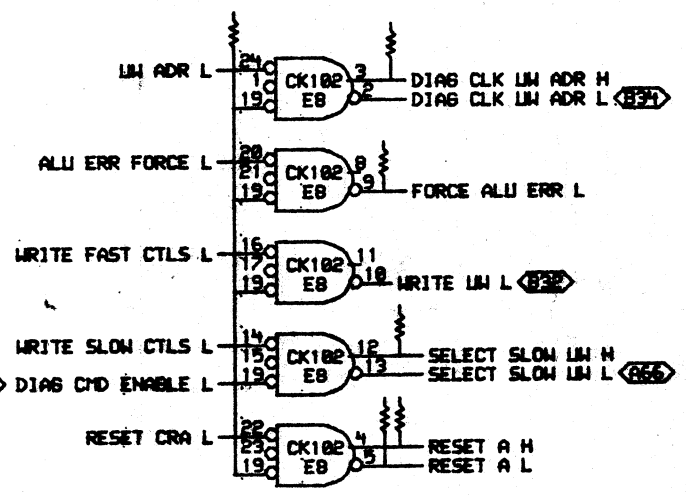 24
UW ADR L
1
CK102
3
DIAG CLK UW ADR H
19
E8
2
DIAG CLK UW ADR L
B34
20
ALU ERR FORCE L
21
CK102
8
19
E8
9
FORCE ALU ERR L
16
WRITE FAST CTLS L
17
CK102
11
19
E8
10
WRITE UW L
B32
14
WRITE SLOW CTLS L
15
CK102
12
SELECT SLOW UW H
DIAG CMD ENABLE L
19
E8
13
SELECT SLOW UW L
A66
22
RESET CRA L
23
CK102
4
RESET A H
19
E8
5
RESET A L